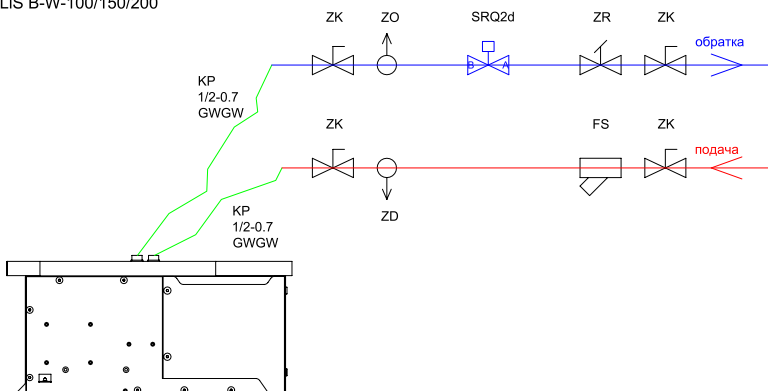 LIS B-W-100/150/200
ZK ZO SRQ2d ZR ZK
обратка
B A
KP
1/2-0.7
GWGW
ZK FS ZK
подача
KP
1/2-0.7
GWGW
ZD